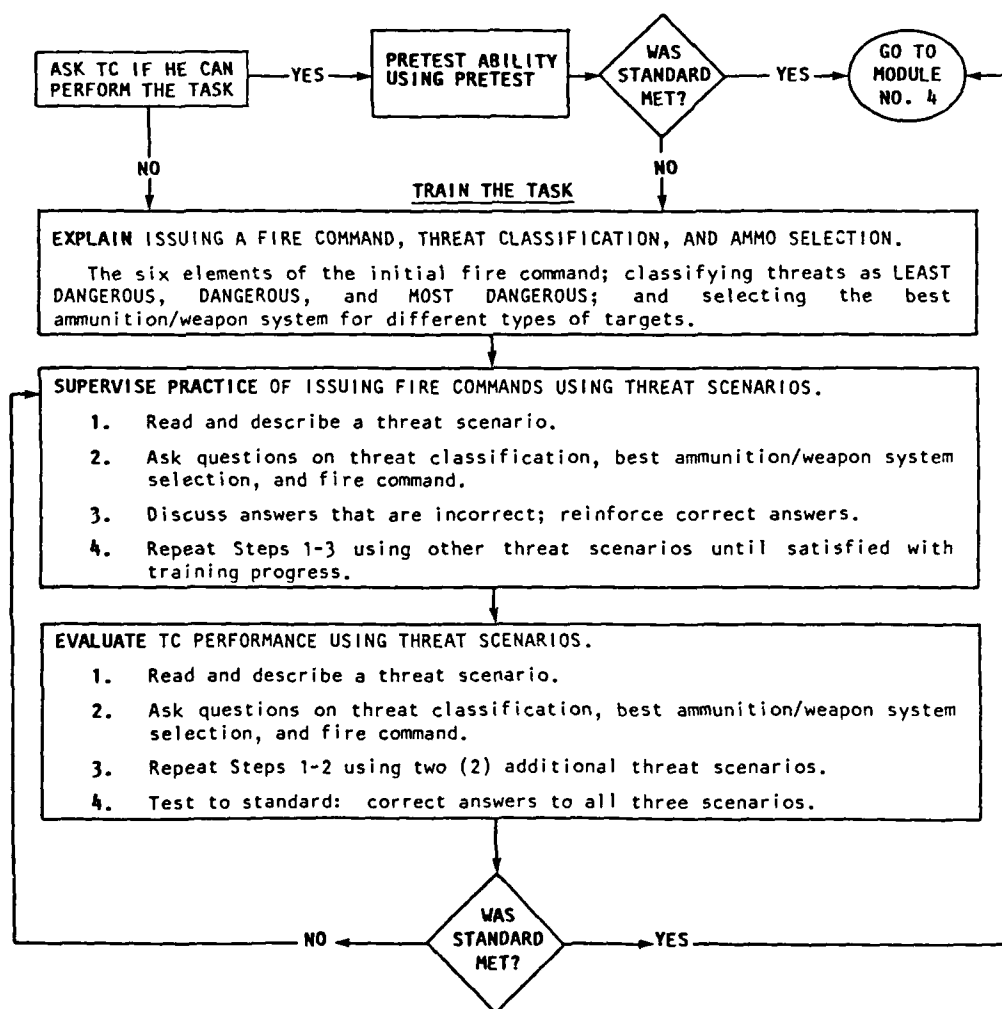 ASK TC IF HE CAN
PERFORM THE TASK
YES
PRETEST ABILITY
USING PRETEST
WAS
STANDARD
MET?
YES
GO TO
MODULE
NO. 4
NO
NO
TRAIN THE TASK
EXPLAIN ISSUING A FIRE COMMAND, THREAT CLASSIFICATION, AND AMMO SELECTION.
The six elements of the initial fire command; classifying threats as LEAST
DANGEROUS, DANGEROUS, and MOST DANGEROUS; and selecting the best
ammunition/weapon system for different types of targets.
SUPERVISE PRACTICE OF ISSUING FIRE COMMANDS USING THREAT SCENARIOS.
1. Read and describe a threat scenario.
2. Ask questions on threat classification, best ammunition/weapon system
selection, and fire command.
3. Discuss answers that are incorrect; reinforce correct answers.
4. Repeat Steps 1-3 using other threat scenarios until satisfied with
training progress.
EVALUATE TC PERFORMANCE USING THREAT SCENARIOS.
1. Read and describe a threat scenario.
2. Ask questions on threat classification, best ammunition/weapon system
selection, and fire command.
3. Repeat Steps 1-2 using two (2) additional threat scenarios.
4. Test to standard: correct answers to all three scenarios.
WAS
STANDARD
MET?
NO
YES